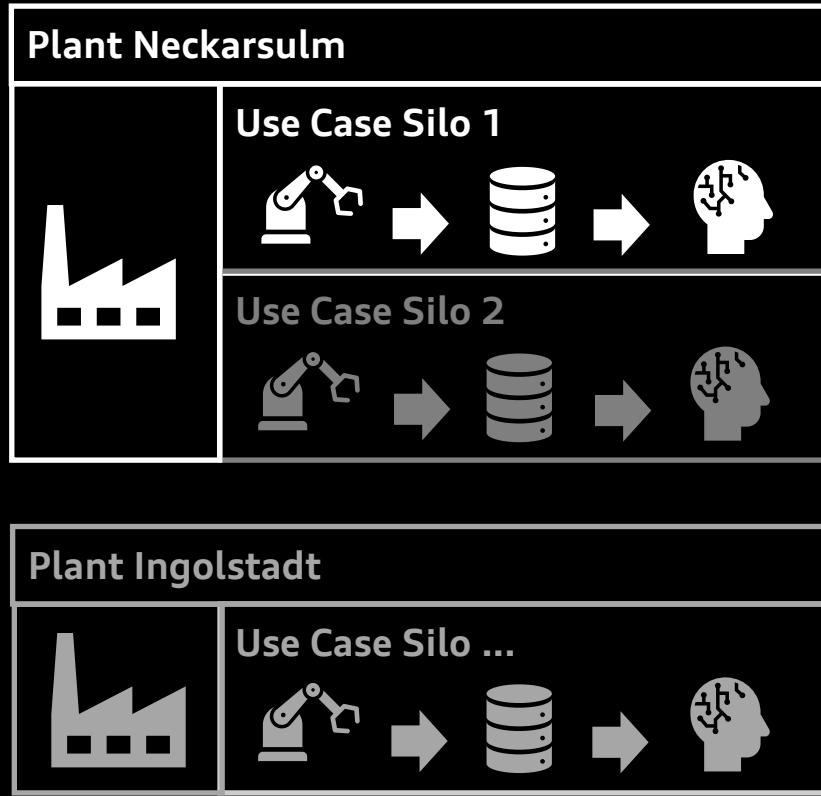 Plant Neckarsulm
Use Case Silo 1
Use Case Silo 2
Plant Ingolstadt
Use Case Silo ...